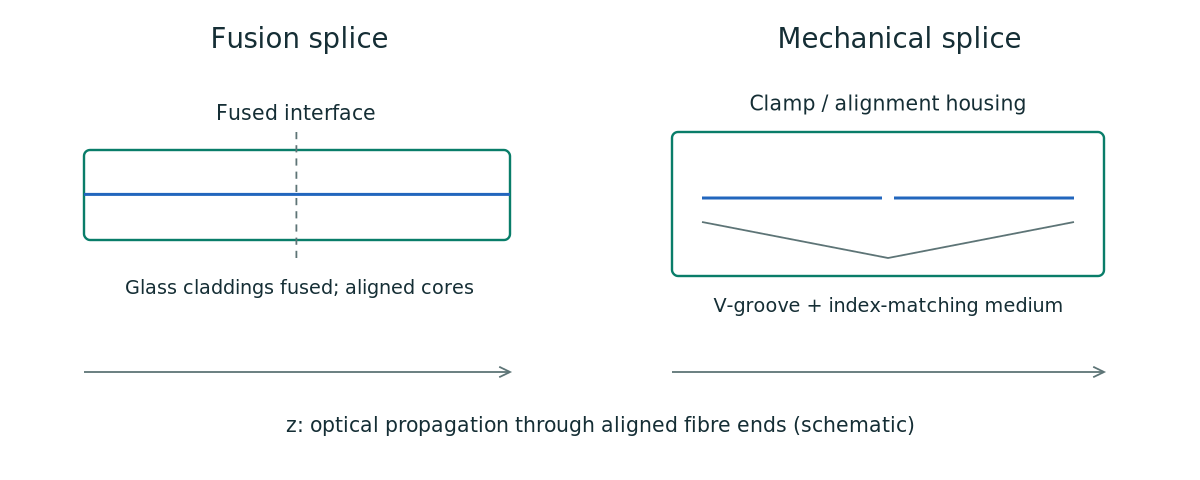 Fusion splice
Fused interface
Glass claddings fused; aligned cores
Mechanical splice
Clamp / alignment housing
V-groove + index-matching medium
z: optical propagation through aligned fibre ends (schematic)